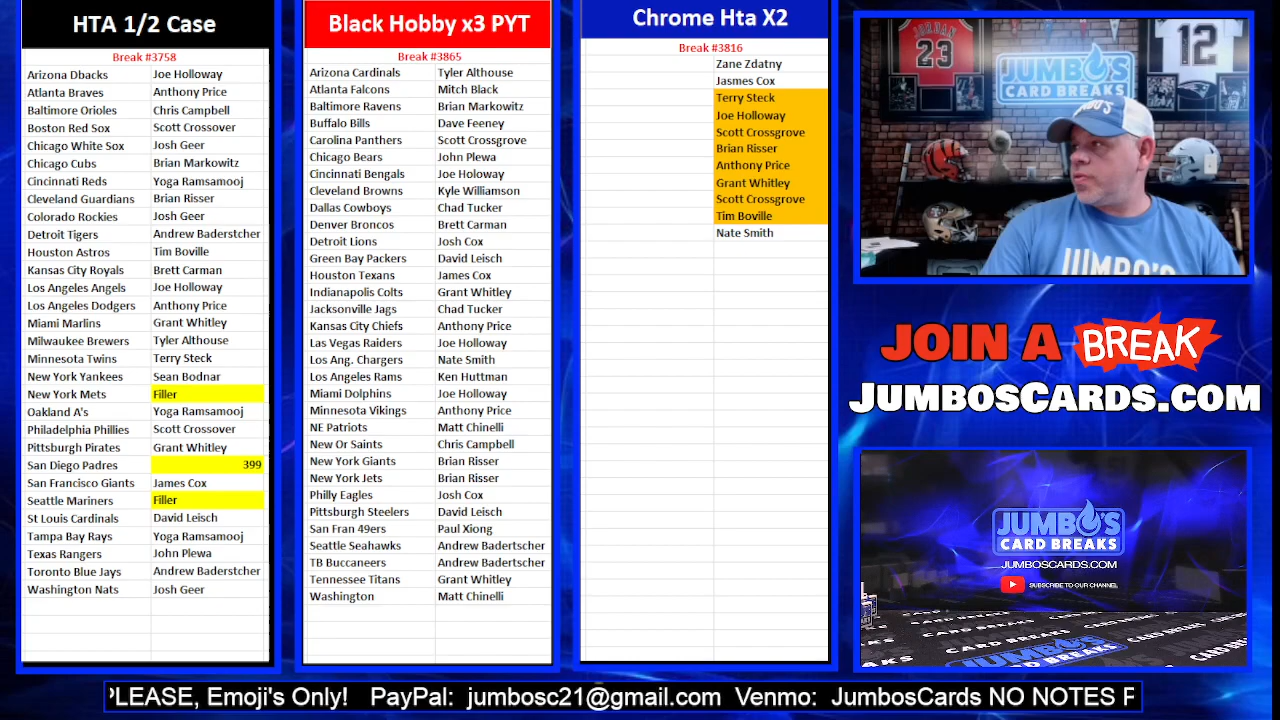 HTA 1/2 Case
Break #3758
Arizona Dbacks Joe Holloway
Atlanta Braves Anthony Price
Baltimore Orioles Chris Campbell
Boston Red Sox Scott Crossover
Chicago White Sox Josh Geer
Chicago Cubs Brian Markowitz
Cincinnati Reds Yoga Ramsamooj
Cleveland Guardians Brian Risser
Colorado Rockies Josh Geer
Detroit Tigers Andrew Baderstcher
Houston Astros Tim Boville
Kansas City Royals Brett Carman
Los Angeles Angels Joe Holloway
Los Angeles Dodgers Anthony Price
Miami Marlins Grant Whitley
Milwaukee Brewers Tyler Althouse
Minnesota Twins Terry Steck
New York Yankees Sean Bodnar
New York Mets Filler
Oakland A's Yoga Ramsamooj
Philadelphia Phillies Scott Crossover
Pittsburgh Pirates Grant Whitley
San Diego Padres 399
San Francisco Giants James Cox
Seattle Mariners Filler
St Louis Cardinals David Leisch
Tampa Bay Rays Yoga Ramsamooj
Texas Rangers John Plewa
Toronto Blue Jays Andrew Baderstcher
Washington Nats Josh Geer
Black Hobby x3 PYT
Break #3865
Arizona Cardinals Tyler Althouse
Atlanta Falcons Mitch Black
Baltimore Ravens Brian Markowitz
Buffalo Bills Dave Feeney
Carolina Panthers Scott Crossgrove
Chicago Bears John Plewa
Cincinnati Bengals Joe Holoway
Cleveland Browns Kyle Williamson
Dallas Cowboys Chad Tucker
Denver Broncos Brett Carman
Detroit Lions Josh Cox
Green Bay Packers David Leisch
Houston Texans James Cox
Indianapolis Colts Grant Whitley
Jacksonville Jags Chad Tucker
Kansas City Chiefs Anthony Price
Las Vegas Raiders Joe Holloway
Los Ang. Chargers Nate Smith
Los Angeles Rams Ken Huttman
Miami Dolphins Joe Holloway
Minnesota Vikings Anthony Price
NE Patriots Matt Chinelli
New Or Saints Chris Campbell
New York Giants Brian Risser
New York Jets Brian Risser
Philly Eagles Josh Cox
Pittsburgh Steelers David Leisch
San Fran 49ers Paul Xiong
Seattle Seahawks Andrew Badertscher
TB Buccaneers Andrew Badertscher
Tennessee Titans Grant Whitley
Washington Matt Chinelli
Chrome Hta X2
Break #3816
Zane Zdatny
Jasmes Cox
Terry Steck
Joe Holloway
Scott Crossgrove
Brian Risser
Anthony Price
Grant Whitley
Scott Crossgrove
Tim Boville
Nate Smith
23
12
JUMBO'S
CARD BREAKS
JUMBO'S
JOIN A BREAK
JUMBOSCARDS.COM
JUMBO'S
CARD BREAKS
JUMBOSCARDS.COM
SUBSCRIBE TO OUR CHANNEL
CARD BREAKS
PLEASE, Emoji's Only! PayPal: jumbosc21@gmail.com Venmo: JumbosCards NO NOTES